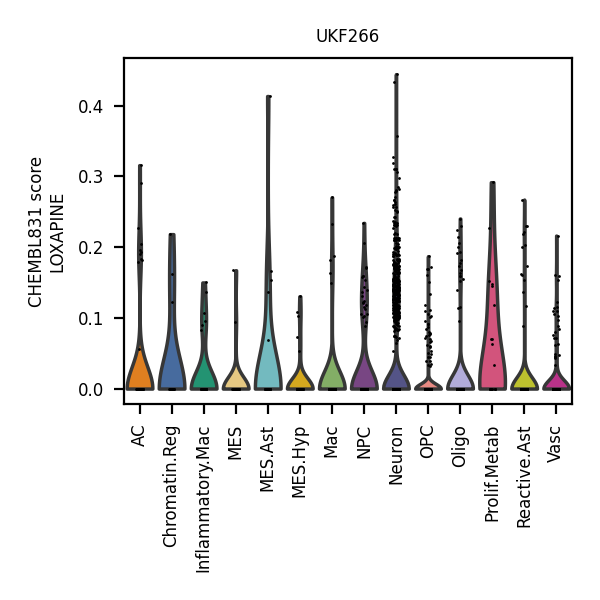 UKF266
CHEMBL831 score
LOXAPINE
0.4
0.3
0.2
0.1
0.0
AC
Chromatin.Reg
Inflammatory.Mac
MES
MES.Ast
MES.Hyp
Mac
NPC
Neuron
OPC
Oligo
Prolif.Metab
Reactive.Ast
Vasc